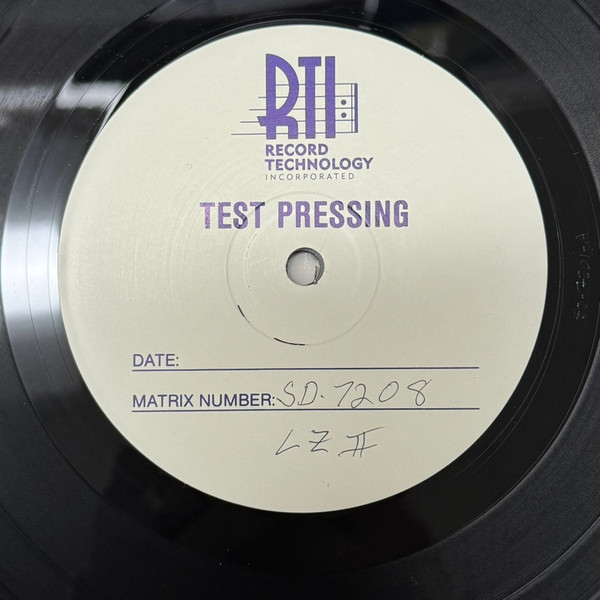 RTI
RECORD
TECHNOLOGY
INCORPORATED
TEST PRESSING
DATE:
MATRIX NUMBER: SD-7208
LZ II